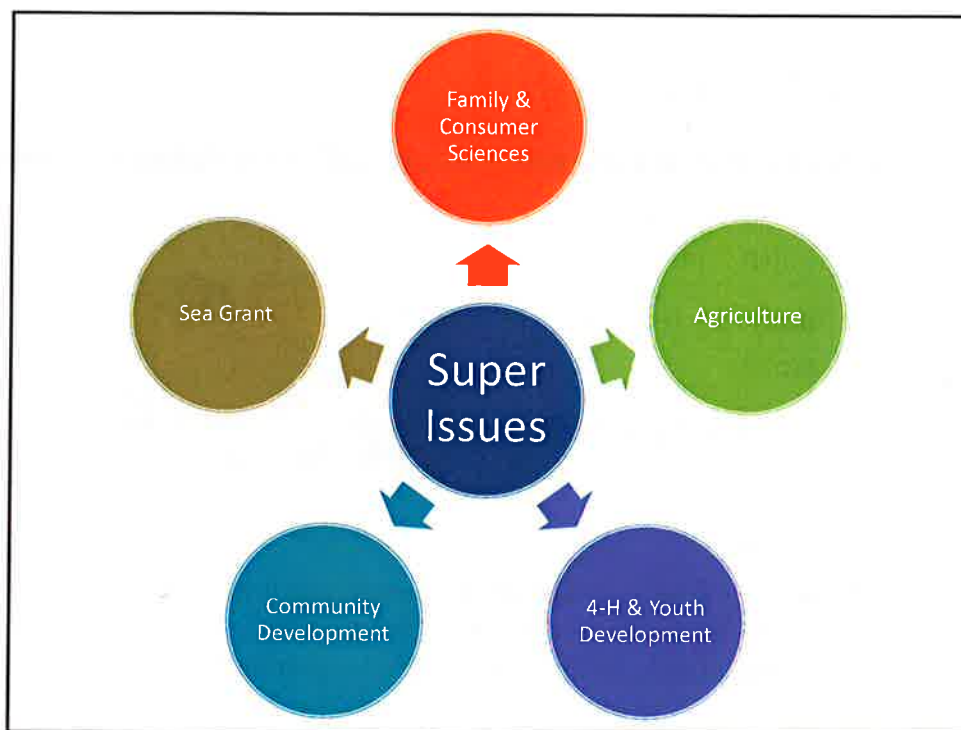 Family &
Consumer
Sciences
Sea Grant
Agriculture
Super
Issues
Community
Development
4-H & Youth
Development